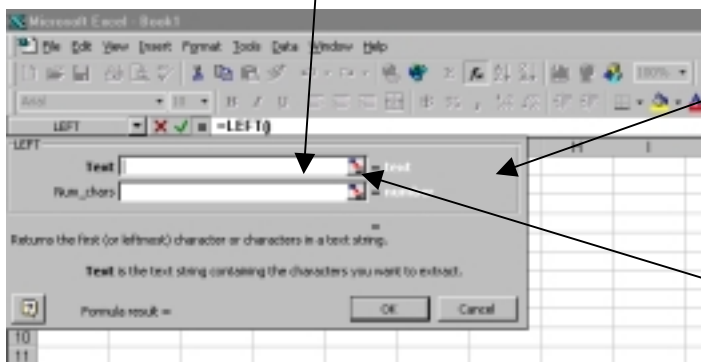 Microsoft Excel - Book1
File Edit View Insert Format Tools Data Window Help
100%
Arial 10 B I U
LEFT =LEFT()
H I
LEFT
Text = text
Num_chars =
=
Returns the first (or leftmost) character or characters in a text string.
Text is the text string containing the characters you want to extract.
Formula result =
OK Cancel
10
11